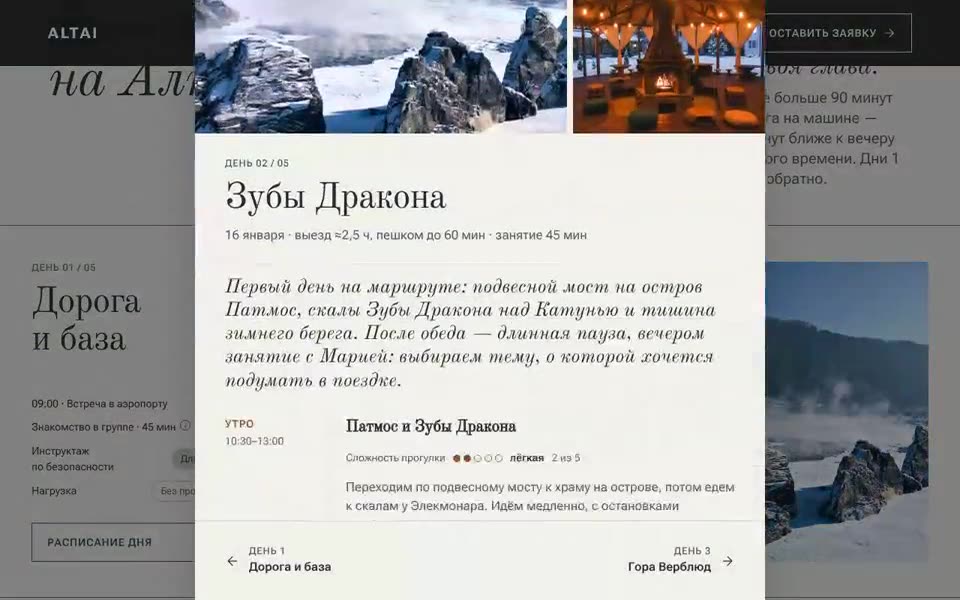 ALTAI
ОСТАВИТЬ ЗАЯВКУ →
на Ал
глава.
больше 90 минут
на машине —
ближе к вечеру
времени. Дни 1
обратно.
ДЕНЬ 01 / 05
Дорога
и база
09:00 · Встреча в аэропорту
Знакомство в группе · 45 мин
Инструктаж
по безопасности
Нагрузка
РАСПИСАНИЕ ДНЯ
ДЕНЬ 02 / 05
Зубы Дракона
16 января · выезд ≈2,5 ч, пешком до 60 мин · занятие 45 мин
Первый день на маршруте: подвесной мост на остров
Патмос, скалы Зубы Дракона над Катунью и тишина
зимнего берега. После обеда — длинная пауза, вечером
занятие с Марией: выбираем тему, о которой хочется
подумать в поездке.
УТРО
10:30–13:00
Патмос и Зубы Дракона
Сложность прогулки лёгкая 2 из 5
Переходим по подвесному мосту к храму на острове, потом едем
к скалам у Элекмонара. Идём медленно, с остановками
← ДЕНЬ 1
Дорога и база
ДЕНЬ 3 →
Гора Верблюд